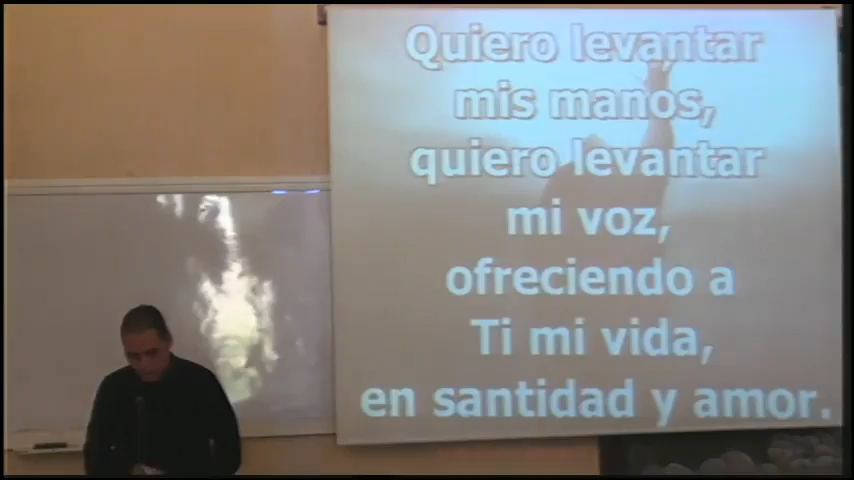 Quiero levantar
mis manos,
quiero levantar
mi voz,
ofreciendo a
Ti mi vida,
en santidad y amor.